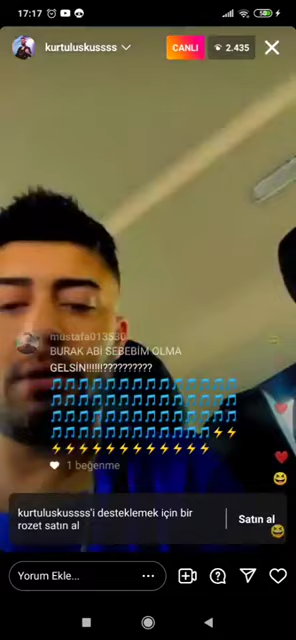 17:17
50
kurtuluskussss
CANLI
2.435
mustafa013530
BURAK ABİ SEBEBİM OLMA
GELSİN!!!!!!??????????
1 beğenme
kurtuluskussss'i desteklemek için bir
rozet satın al
Satın al
Yorum Ekle...